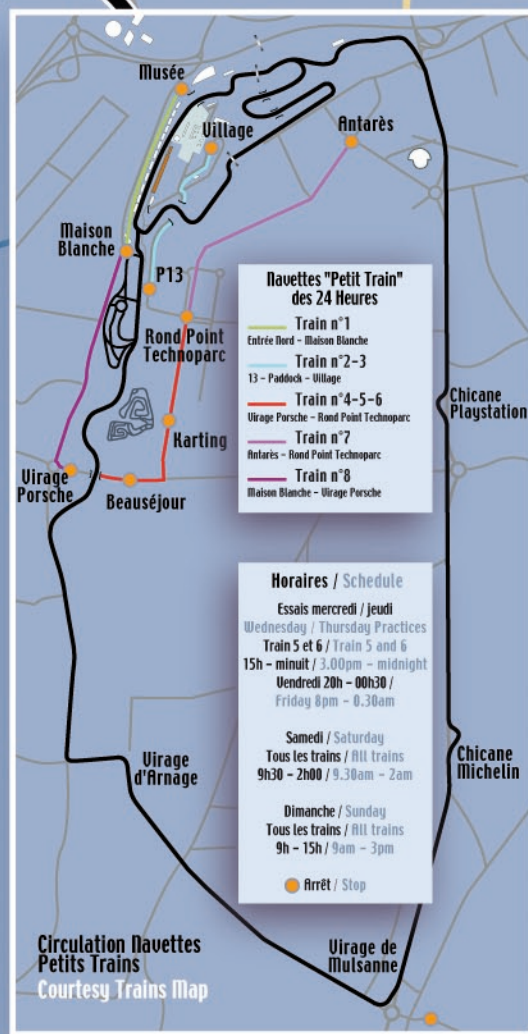 Musée
Village
Antarès
Maison
Blanche
P13
Rond Point
Technoparc
Karting
Virage
Porsche
Beauséjour
Navettes "Petit Train"
des 24 Heures
Train n°1
Entrée Nord - Maison Blanche
Train n°2-3
13 - Paddock - Village
Train n°4-5-6
Virage Porsche - Rond Point Technoparc
Train n°7
Antarès - Rond Point Technoparc
Train n°8
Maison Blanche - Virage Porsche
Chicane
Playstation
Horaires / Schedule
Essais mercredi / jeudi
Wednesday / Thursday Practices
Train 5 et 6 / Train 5 and 6
15h - minuit / 3.00pm - midnight
Vendredi 20h - 00h30 /
Friday 8pm - 0.30am
Samedi / Saturday
Tous les trains / All trains
9h30 - 2h00 / 9.30am - 2am
Dimanche / Sunday
Tous les trains / All trains
9h - 15h / 9am - 3pm
Arrêt / Stop
Chicane
Michelin
Virage
d'Arnage
Virage de
Mulsanne
Circulation Navettes
Petits Trains
Courtesy Trains Map